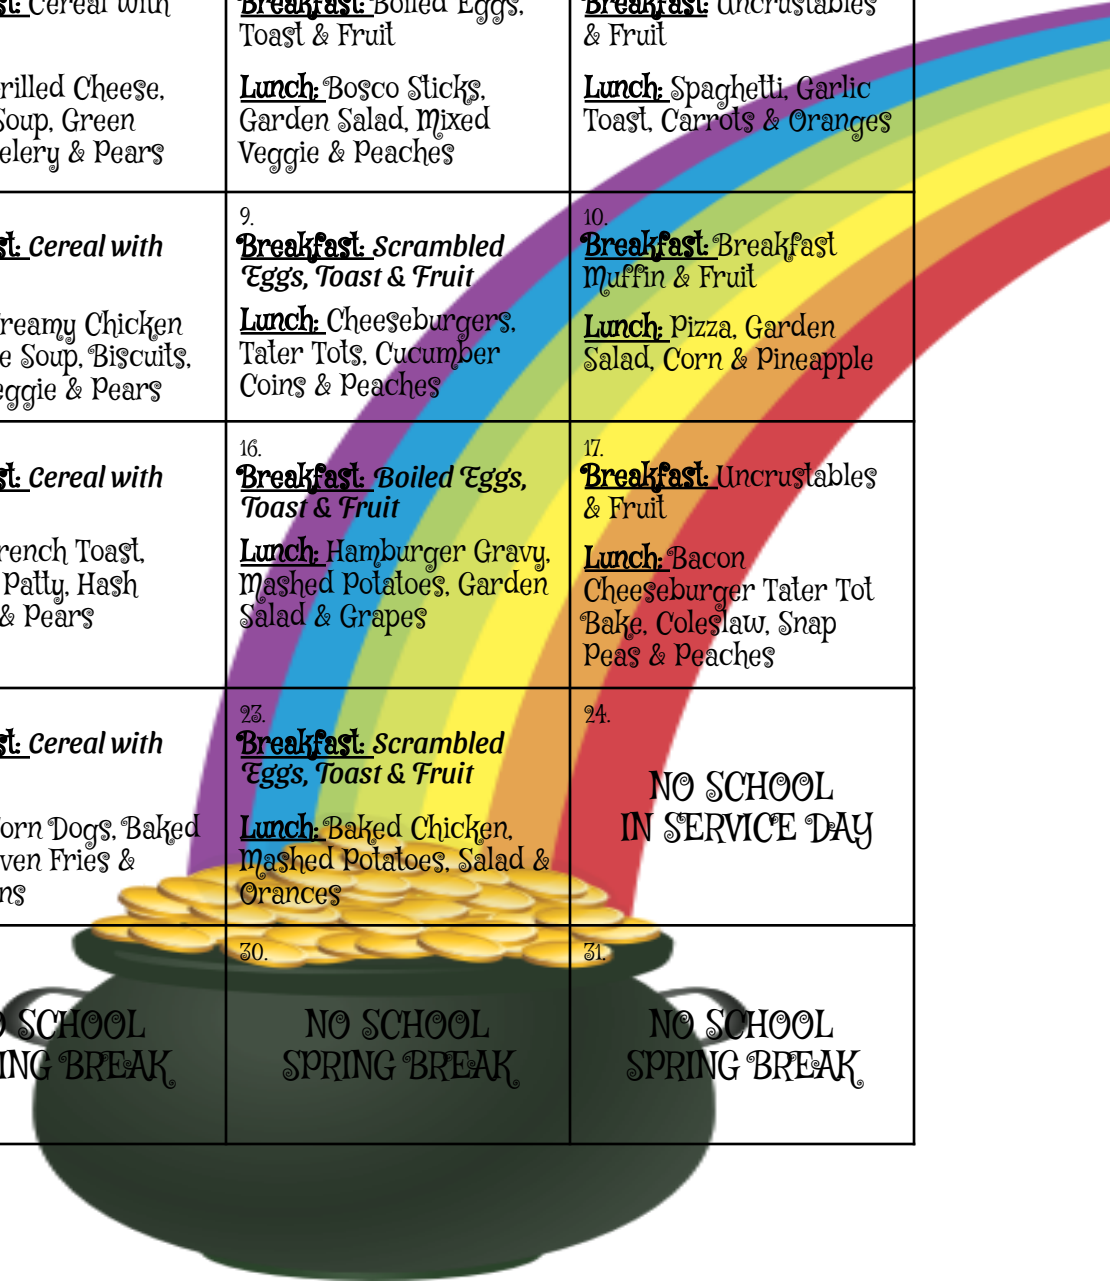 st: Cereal with
Breakfast: Boiled Eggs,
Toast & Fruit
Breakfast: Uncrustables
& Fruit
rilled Cheese,
Soup, Green
elery & Pears
Lunch: Bosco Sticks,
Garden Salad, Mixed
Veggie & Peaches
Lunch: Spaghetti, Garlic
Toast, Carrots & Oranges
st: Cereal with
reamy Chicken
e Soup, Biscuits,
eggie & Pears
9.
Breakfast: Scrambled
Eggs, Toast & Fruit
Lunch: Cheeseburgers,
Tater Tots, Cucumber
Coins & Peaches
10.
Breakfast: Breakfast
Muffin & Fruit
Lunch: Pizza, Garden
Salad, Corn & Pineapple
st: Cereal with
rench Toast,
Patty, Hash
& Pears
16.
Breakfast: Boiled Eggs,
Toast & Fruit
Lunch: Hamburger Gravy,
Mashed Potatoes, Garden
Salad & Grapes
17.
Breakfast: Uncrustables
& Fruit
Lunch: Bacon
Cheeseburger Tater Tot
Bake, Coleslaw, Snap
Peas & Peaches
st: Cereal with
orn Dogs, Baked
ven Fries &
ns
23.
Breakfast: Scrambled
Eggs, Toast & Fruit
Lunch: Baked Chicken,
Mashed Potatoes, Salad &
Orances
24.
NO SCHOOL
IN SERVICE DAY
O SCHOOL
ING BREAK
30.
NO SCHOOL
SPRING BREAK
31.
NO SCHOOL
SPRING BREAK